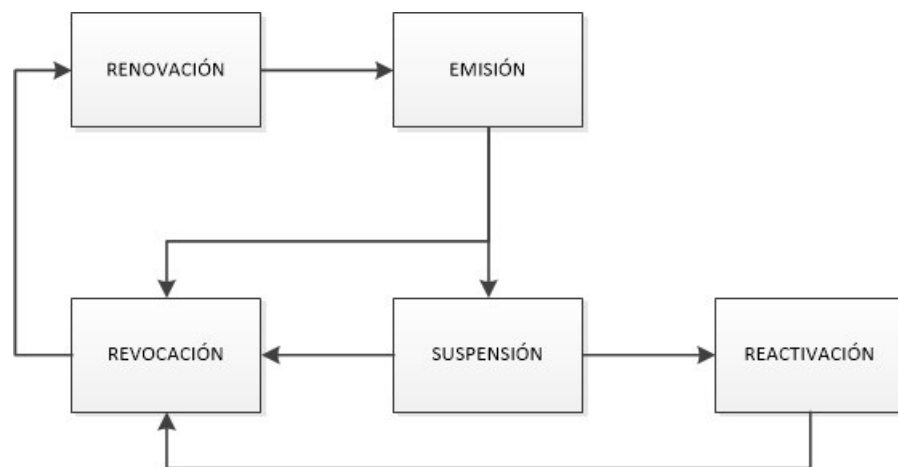 RENOVACIÓN
EMISIÓN
REVOCACIÓN
SUSPENSIÓN
REACTIVACIÓN